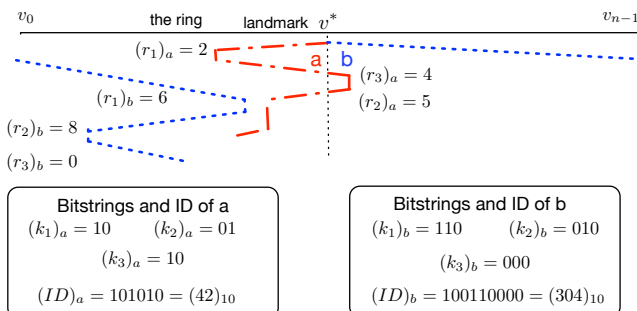 v_0 the ring landmark v^* v_{n-1}
(r_1)_a = 2
a b
(r_3)_a = 4
(r_1)_b = 6
(r_2)_a = 5
(r_2)_b = 8
(r_3)_b = 0
Bitstrings and ID of a
(k_1)_a = 10 (k_2)_a = 01
(k_3)_a = 10
(ID)_a = 101010 = (42)_{10}
Bitstrings and ID of b
(k_1)_b = 110 (k_2)_b = 010
(k_3)_b = 000
(ID)_b = 100110000 = (304)_{10}